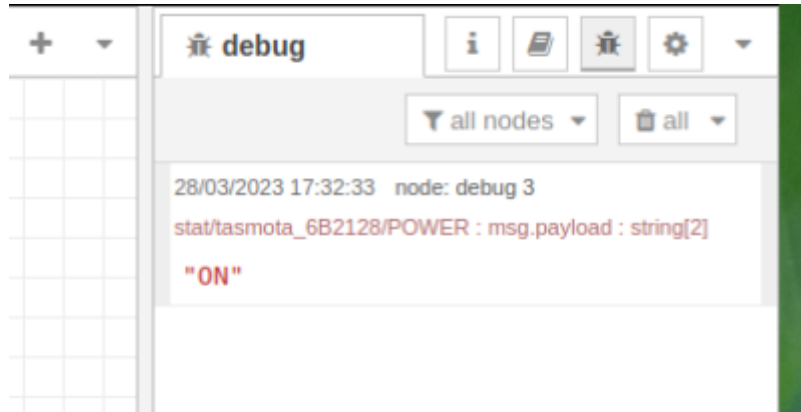 debug
all nodes
all
28/03/2023 17:32:33 node: debug 3
stat/tasmota_6B2128/POWER : msg.payload : string[2]
"ON"